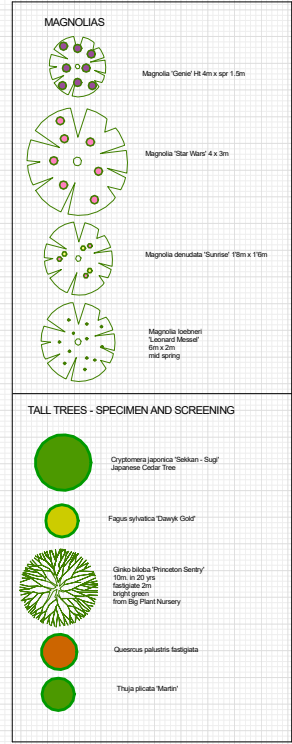 MAGNOLIAS
Magnolia 'Genie' Ht 4m x spr 1.5m
Magnolia 'Star Wars' 4 x 3m
Magnolia denudata 'Sunrise' 1'8m x 1'6m
Magnolia loebneri
'Leonard Messel'
6m x 2m
mid spring
TALL TREES - SPECIMEN AND SCREENING
Cryptomera japonica 'Sekkan - Sugi'
Japanese Cedar Tree
Fagus sylvatica 'Dawyk Gold'
Ginko biloba 'Princeton Sentry'
10m. in 20 yrs
fastigiate 2m
bright green
from Big Plant Nursery
Quescrus palustris fastigiata
Thuja plicata 'Martin'